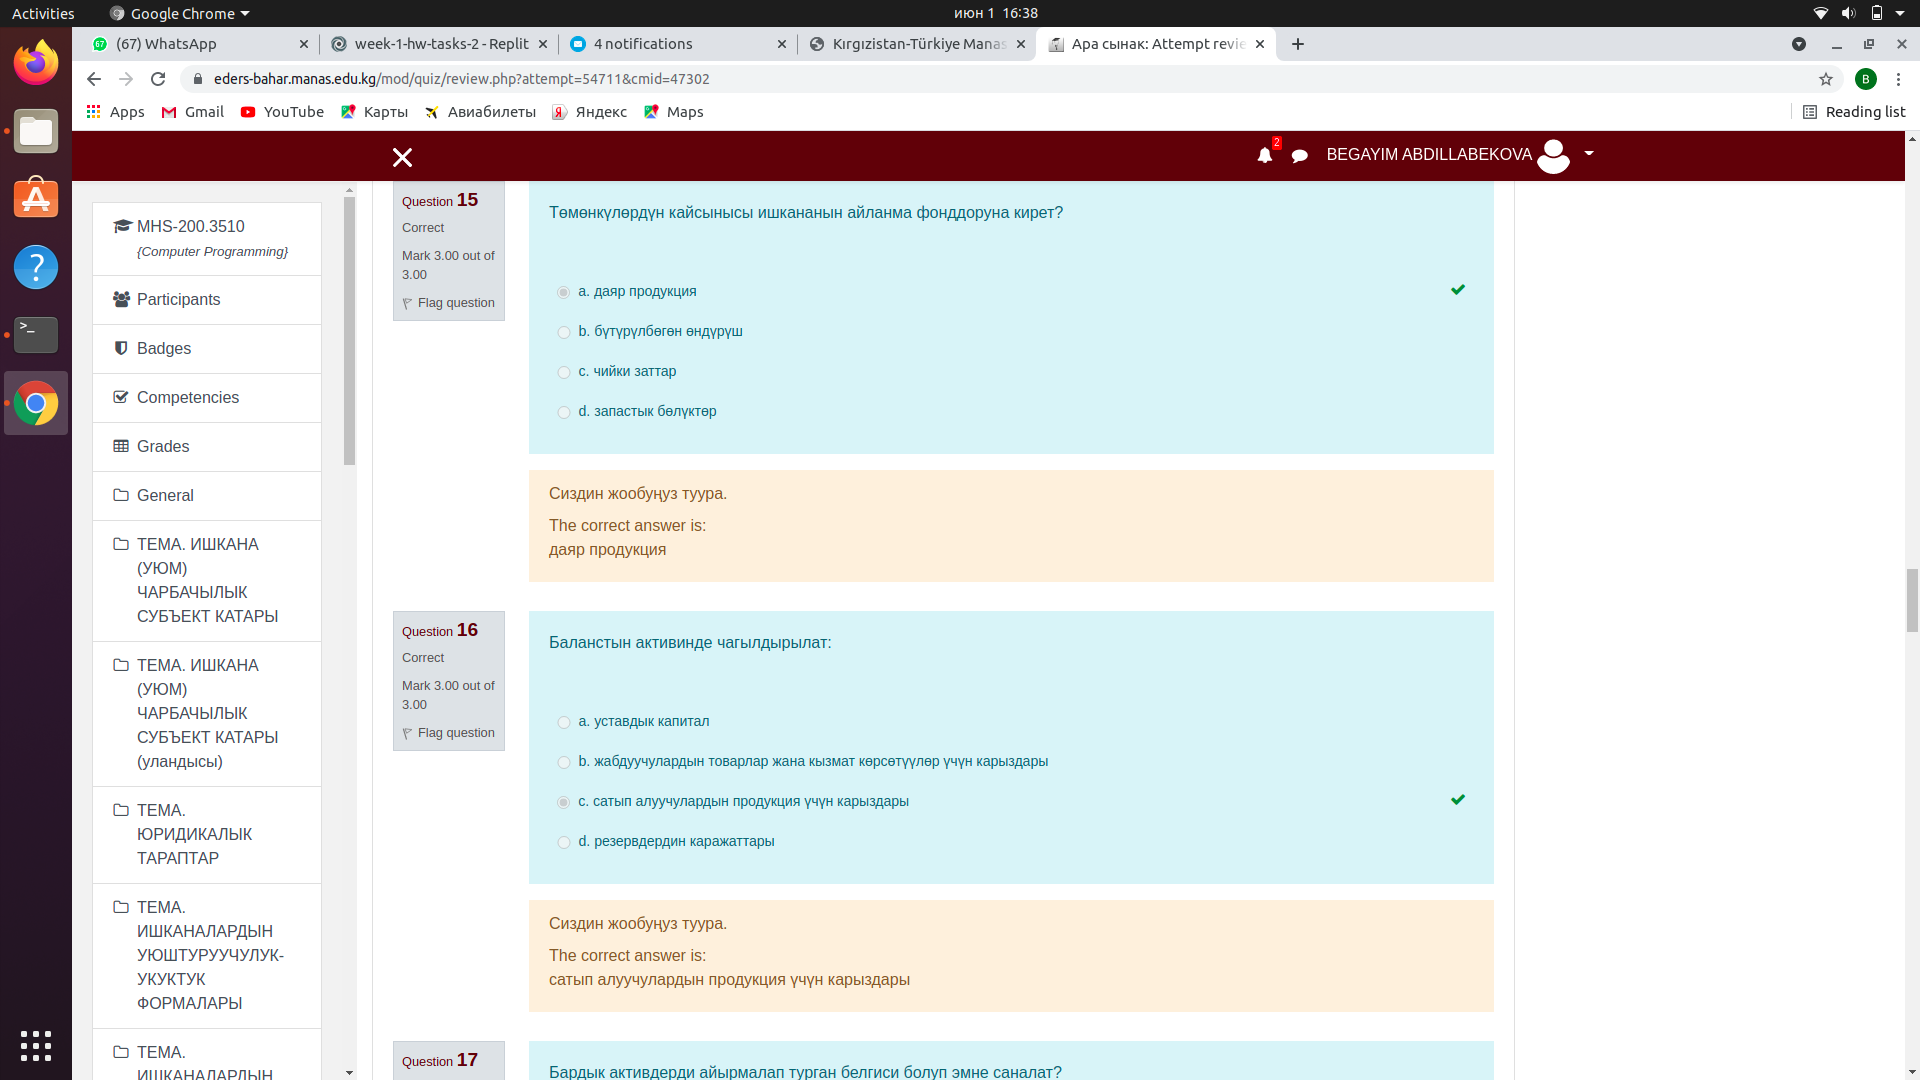 Activities
Google Chrome
июн 1 16:38
(67) WhatsApp
week-1-hw-tasks-2 - Replit
4 notifications
Kırgızistan-Türkiye Manas
Ара сынак: Attempt revie
eders-bahar.manas.edu.kg/mod/quiz/review.php?attempt=54711&cmid=47302
B
Apps
Gmail
YouTube
Карты
Авиабилеты
Яндекс
Maps
Reading list
2
BEGAYIM ABDILLABEKOVA
MHS-200.3510
{Computer Programming}
Participants
Badges
Competencies
Grades
General
ТЕМА. ИШКАНА
(УЮМ)
ЧАРБАЧЫЛЫК
СУБЪЕКТ КАТАРЫ
ТЕМА. ИШКАНА
(УЮМ)
ЧАРБАЧЫЛЫК
СУБЪЕКТ КАТАРЫ
(уландысы)
ТЕМА.
ЮРИДИКАЛЫК
ТАРАПТАР
ТЕМА.
ИШКАНАЛАРДЫН
УЮШТУРУУЧУЛУК-
УКУКТУК
ФОРМАЛАРЫ
ТЕМА.
ИШКАНАЛАРДЫН
Question 15
Correct
Mark 3.00 out of
3.00
Flag question
Төмөнкүлөрдүн кайсынысы ишкананын айланма фонддоруна кирет?
a. даяр продукция
b. бүтүрүлбөгөн өндүрүш
c. чийки заттар
d. запастык бөлүктөр
Сиздин жообуңуз туура.
The correct answer is:
даяр продукция
Question 16
Correct
Mark 3.00 out of
3.00
Flag question
Баланстын активинде чагылдырылат:
a. уставдык капитал
b. жабдуучулардын товарлар жана кызмат көрсөтүүлөр үчүн карыздары
c. сатып алуучулардын продукция үчүн карыздары
d. резервдердин каражаттары
Сиздин жообуңуз туура.
The correct answer is:
сатып алуучулардын продукция үчүн карыздары
Question 17
Бардык активдерди айырмалап турган белгиси болуп эмне саналат?